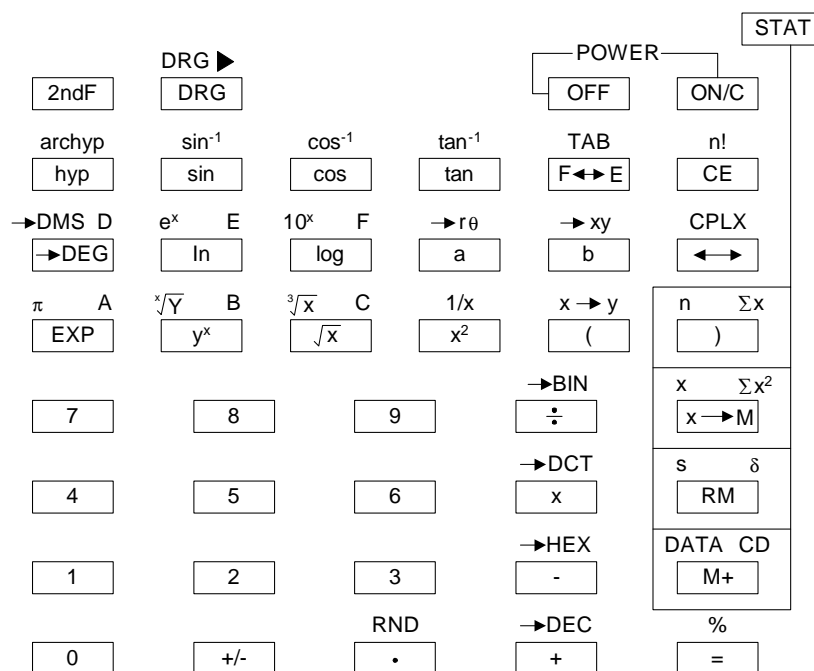 STAT
DRG ▶ POWER
2ndF DRG OFF ON/C
archyp sin⁻¹ cos⁻¹ tan⁻¹ TAB n!
hyp sin cos tan F↔E CE
→DMS D eˣ E 10ˣ F →rθ →xy CPLX
→DEG In log a b ↔
π A ˣ√Y B ³√x C 1/x x→y n Σx
EXP yˣ √x x² ( )
→BIN x Σx²
7 8 9 ÷ x→M
→DCT s δ
4 5 6 x RM
→HEX DATA CD
1 2 3 - M+
RND →DEC %
0 +/- • + =